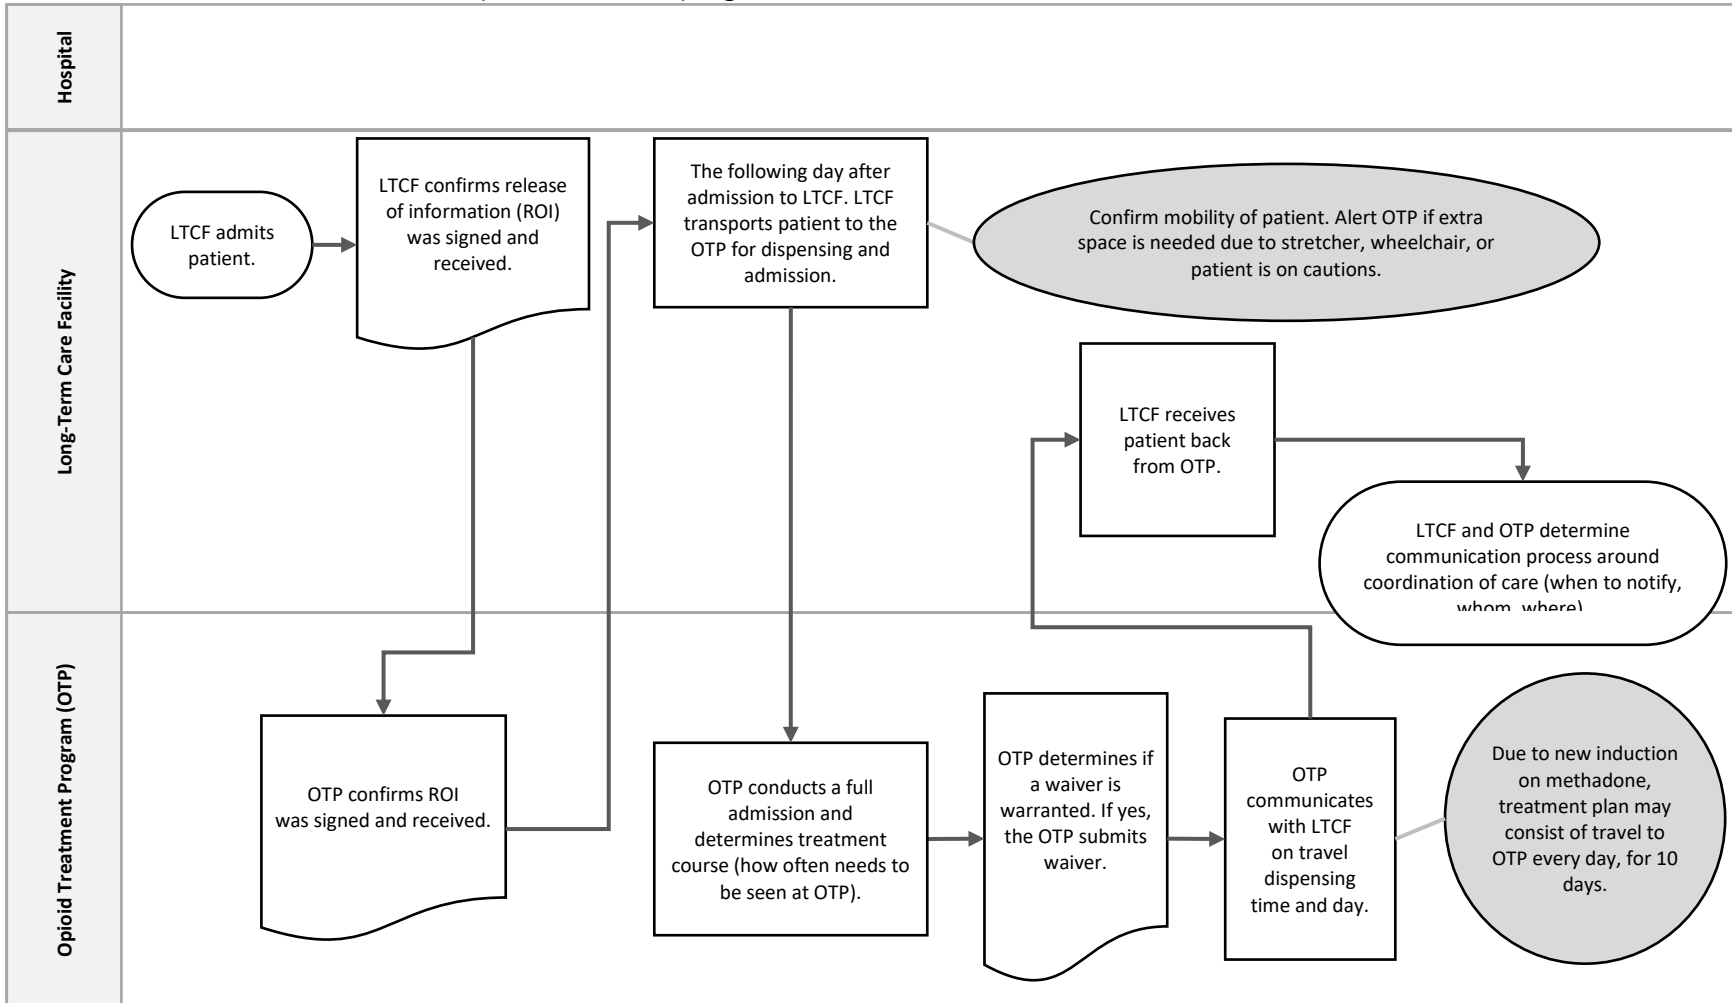 Hospital
Long-Term Care Facility
LTCF admits
patient.
LTCF confirms release
of information (ROI)
was signed and
received.
The following day after
admission to LTCF. LTCF
transports patient to the
OTP for dispensing and
admission.
Confirm mobility of patient. Alert OTP if extra
space is needed due to stretcher, wheelchair, or
patient is on cautions.
LTCF receives
patient back
from OTP.
LTCF and OTP determine
communication process around
coordination of care (when to notify,
whom, where)
Opioid Treatment Program (OTP)
OTP confirms ROI
was signed and received.
OTP conducts a full
admission and
determines treatment
course (how often needs to
be seen at OTP).
OTP determines if
a waiver is
warranted. If yes,
the OTP submits
waiver.
OTP
communicates
with LTCF
on travel
dispensing
time and day.
Due to new induction
on methadone,
treatment plan may
consist of travel to
OTP every day, for 10
days.